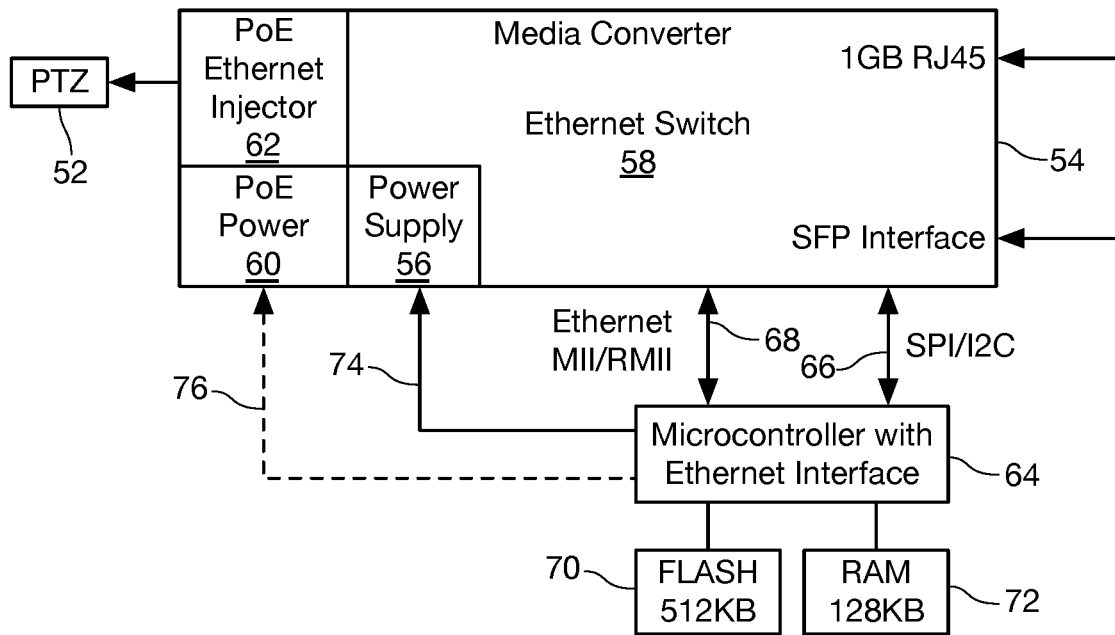 PoE
Ethernet
Injector
62
Media Converter
1GB RJ45
PTZ
52
Ethernet Switch
58
54
PoE
Power
60
Power
Supply
56
SFP Interface
Ethernet
MII/RMII
68
66
SPI/I2C
74
76
Microcontroller with
Ethernet Interface
64
70
FLASH
512KB
RAM
128KB
72